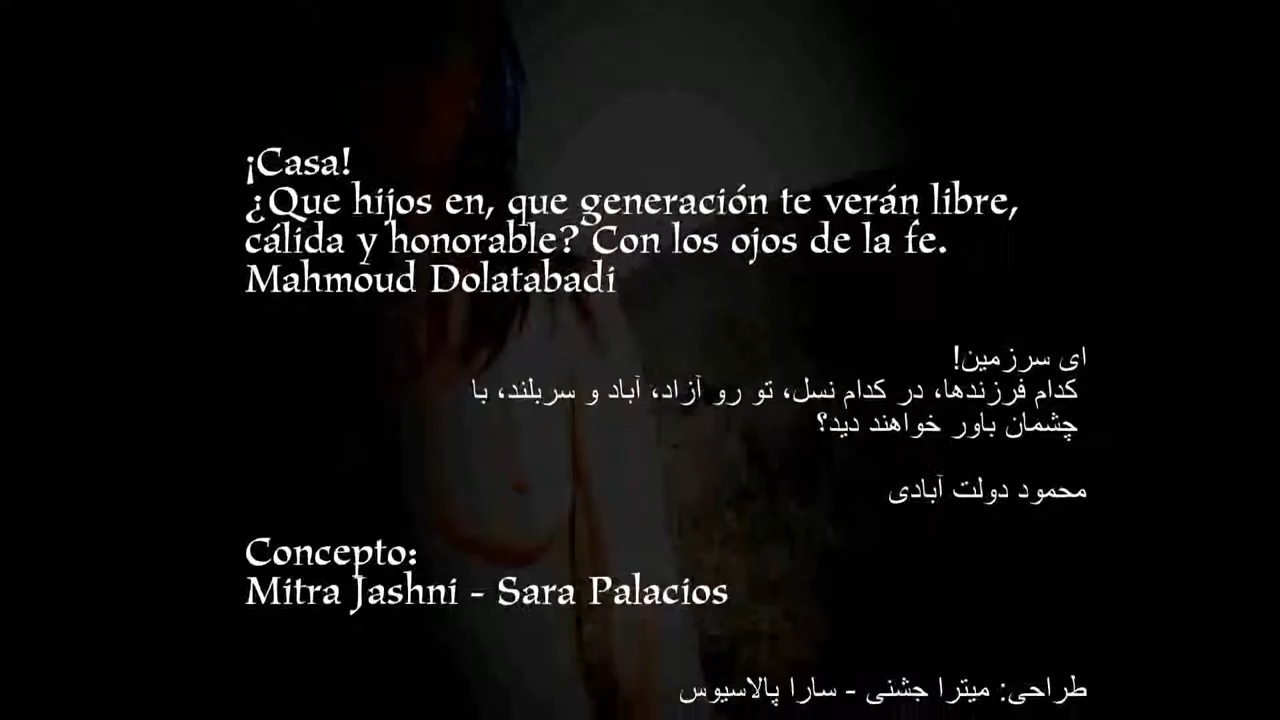 ¡Casa!
¿Que hijos en, que generación te verán libre,
cálida y honorable? Con los ojos de la fe.
Mahmoud Dolatabadi
ای سرزمین!
کدام فرزندها، در کدام نسل، تو رو آزاد، آباد و سربلند، با
چشمان باور خواهند دید؟
محمود دولت آبادی
Concepto:
Mitra Jashni - Sara Palacios
طراحی: میترا جشنی - سارا پالاسیوس